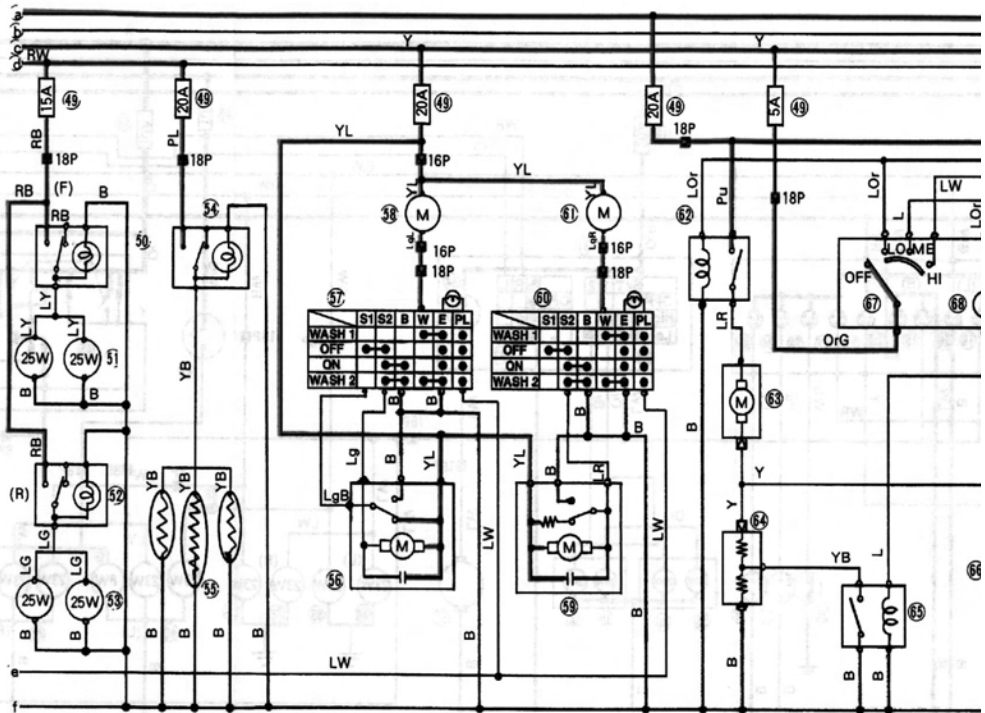 a
b
c Y Y
d RW
15A 49 20A 49 20A 49 20A 49 5A 49
RB PL YL 18P
18P 18P 16P YL 18P
RB (F) B YL YL LOr Pu LOr L LW LOr
RB 54 58 M 61 M 62
50 LgL 16P LgR 16P LO ME
LY 18P 18P OFF HI
LY LY 57 60 67 68
25W 25W 51 S1 S2 B W E PL S1 S2 B W E PL LR OrG
WASH 1 WASH 1
OFF OFF
ON ON
WASH 2 WASH 2
B B YB M 63
B B B B B
RB Lg B YL YL B LR Y
(R) 52 YB YB YB LgB LW LW Y 64
LG M M YB L 66
LG LG 55 56 59 65
25W 25W 53
B B B B B B B B B B B B
e LW
f